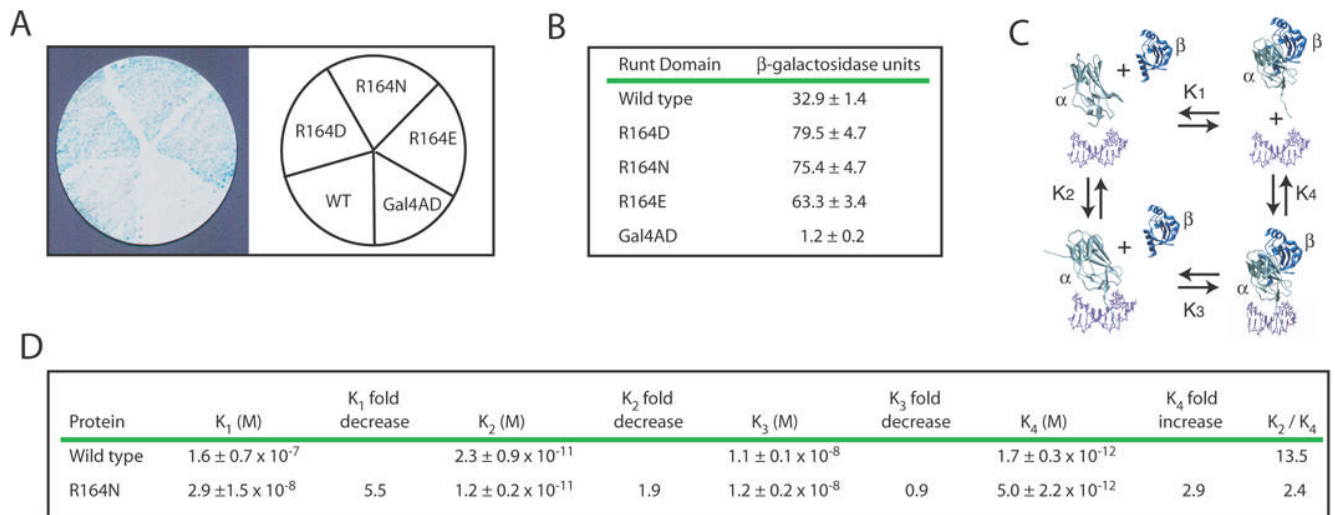 A
R164N
R164D
R164E
WT
Gal4AD
B
Runt Domain β-galactosidase units
Wild type 32.9 ± 1.4
R164D 79.5 ± 4.7
R164N 75.4 ± 4.7
R164E 63.3 ± 3.4
Gal4AD 1.2 ± 0.2
C
β
+
α
K1
β
α
+
K2
K4
β
+
α
K3
β
α
D
Protein K1 (M) K1 fold decrease K2 (M) K2 fold decrease K3 (M) K3 fold decrease K4 (M) K4 fold increase K2 / K4
Wild type 1.6 ± 0.7 x 10-7 2.3 ± 0.9 x 10-11 1.1 ± 0.1 x 10-8 1.7 ± 0.3 x 10-12 13.5
R164N 2.9 ±1.5 x 10-8 5.5 1.2 ± 0.2 x 10-11 1.9 1.2 ± 0.2 x 10-8 0.9 5.0 ± 2.2 x 10-12 2.9 2.4